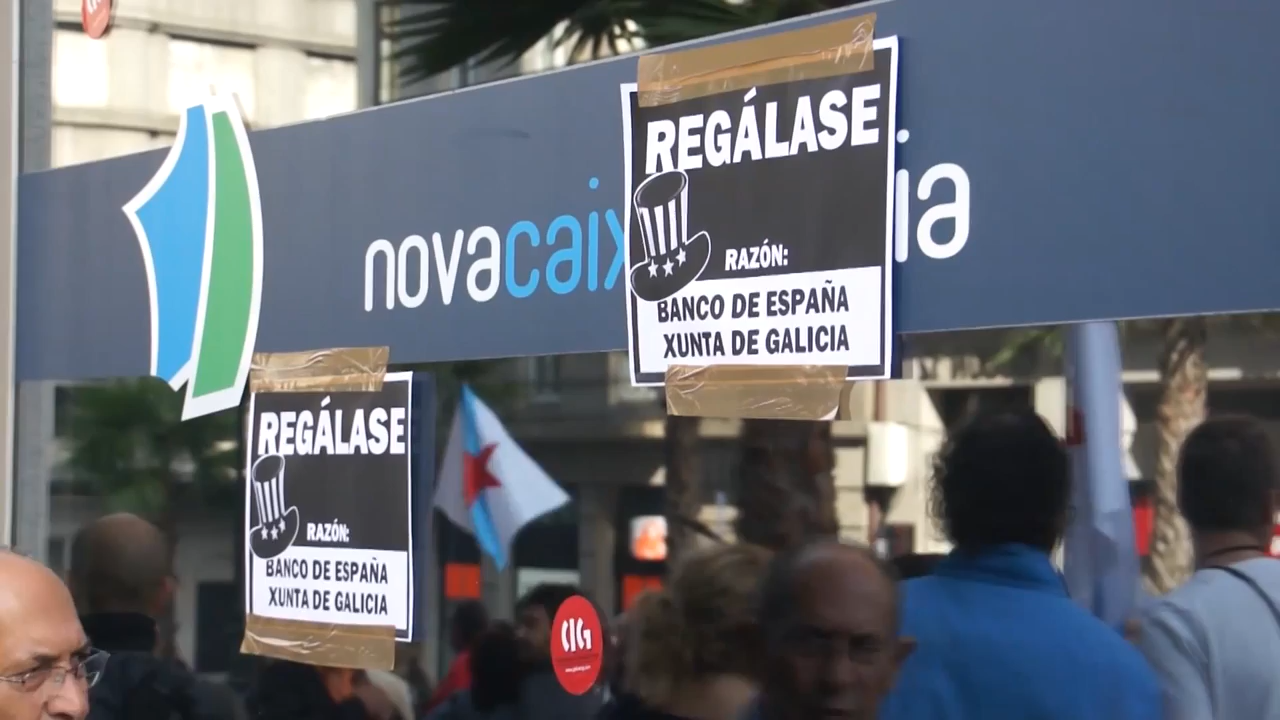 novacaix
ia
REGÁLASE
RAZÓN:
BANCO DE ESPAÑA
XUNTA DE GALICIA
REGÁLASE
RAZÓN:
BANCO DE ESPAÑA
XUNTA DE GALICIA
CIG